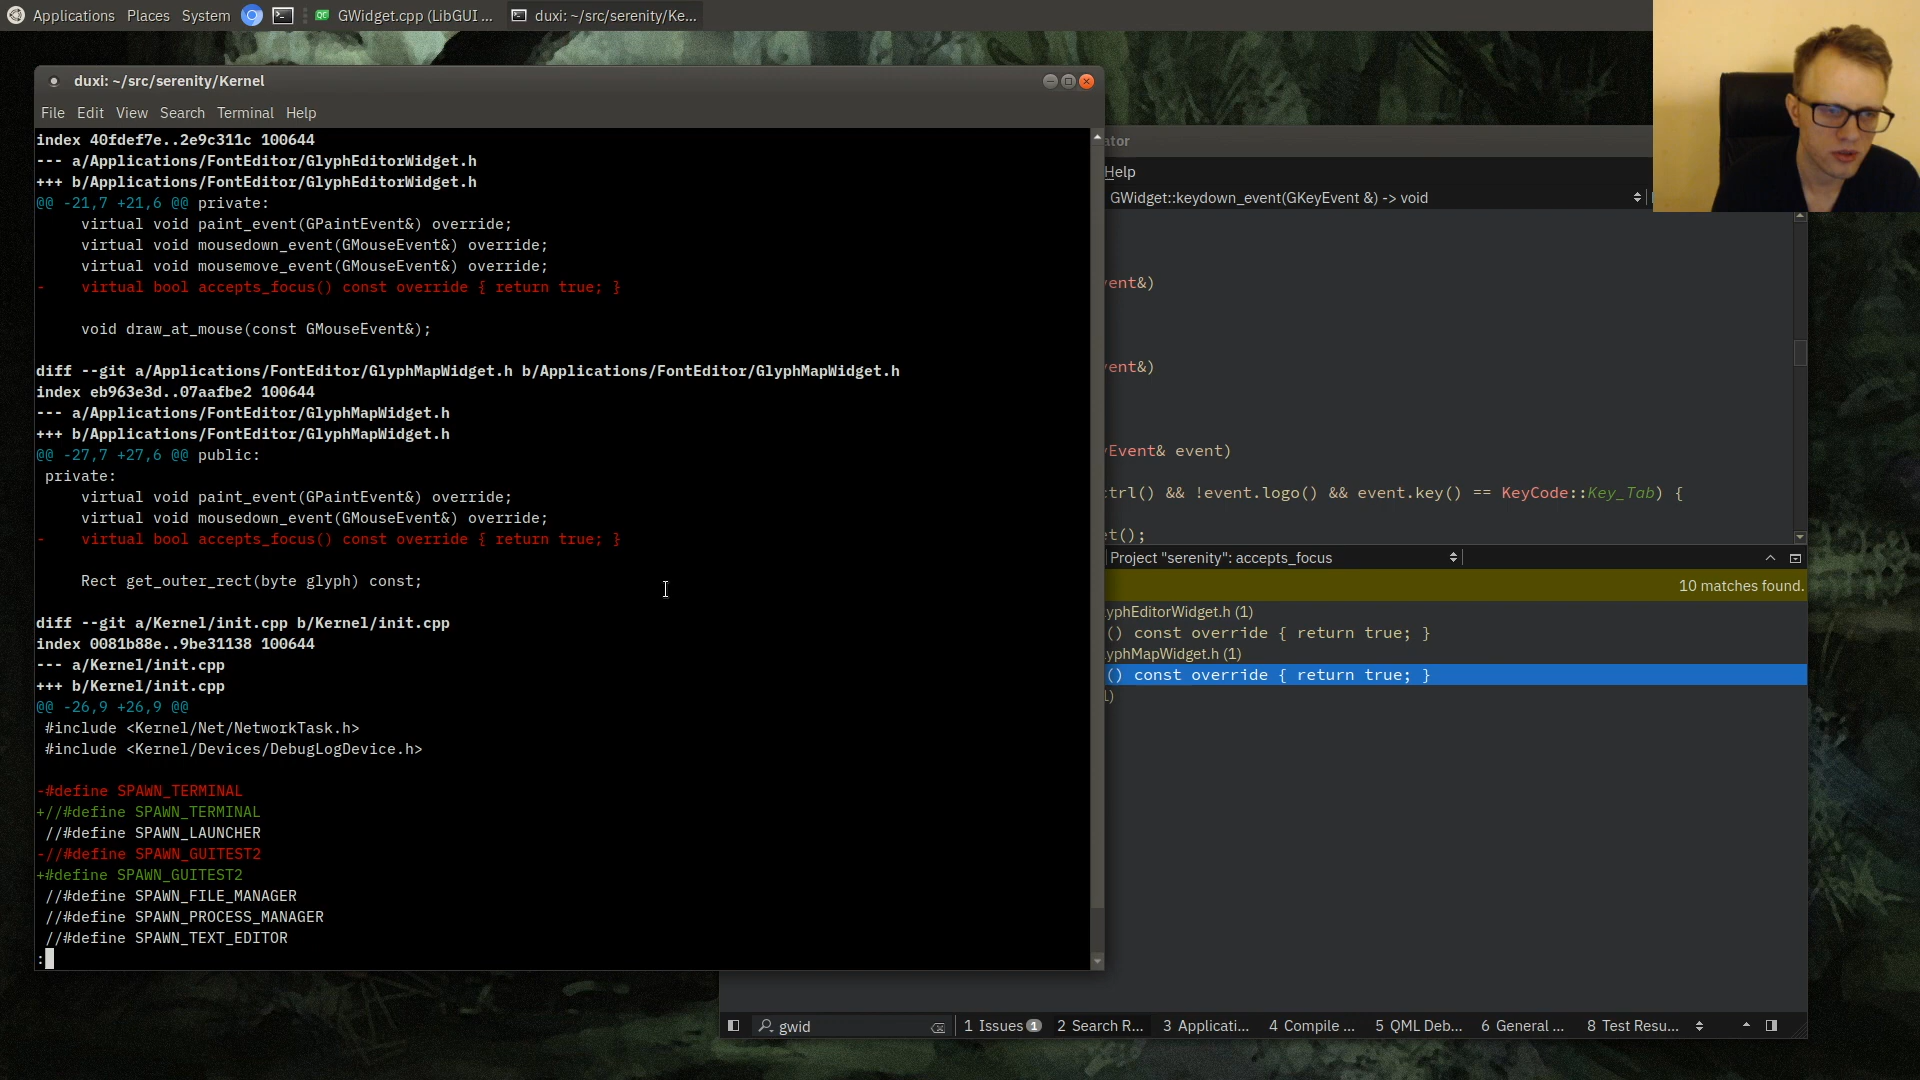 Applications Places System GWidget.cpp (LibGUI ... duxi: ~/src/serenity/Ke...
duxi: ~/src/serenity/Kernel
File Edit View Search Terminal Help
index 40fdef7e..2e9c311c 100644
--- a/Applications/FontEditor/GlyphEditorWidget.h
+++ b/Applications/FontEditor/GlyphEditorWidget.h
@@ -21,7 +21,6 @@ private:
     virtual void paint_event(GPaintEvent&) override;
     virtual void mousedown_event(GMouseEvent&) override;
     virtual void mousemove_event(GMouseEvent&) override;
-    virtual bool accepts_focus() const override { return true; }
     void draw_at_mouse(const GMouseEvent&);
diff --git a/Applications/FontEditor/GlyphMapWidget.h b/Applications/FontEditor/GlyphMapWidget.h
index eb963e3d..07aafbe2 100644
--- a/Applications/FontEditor/GlyphMapWidget.h
+++ b/Applications/FontEditor/GlyphMapWidget.h
@@ -27,7 +27,6 @@ public:
 private:
     virtual void paint_event(GPaintEvent&) override;
     virtual void mousedown_event(GMouseEvent&) override;
-    virtual bool accepts_focus() const override { return true; }
     Rect get_outer_rect(byte glyph) const;
diff --git a/Kernel/init.cpp b/Kernel/init.cpp
index 0081b88e..9be31138 100644
--- a/Kernel/init.cpp
+++ b/Kernel/init.cpp
@@ -26,9 +26,9 @@
 #include <Kernel/Net/NetworkTask.h>
 #include <Kernel/Devices/DebugLogDevice.h>
-#define SPAWN_TERMINAL
+//#define SPAWN_TERMINAL
 //#define SPAWN_LAUNCHER
-//#define SPAWN_GUITEST2
+#define SPAWN_GUITEST2
 //#define SPAWN_FILE_MANAGER
 //#define SPAWN_PROCESS_MANAGER
 //#define SPAWN_TEXT_EDITOR
:
ator
Help
GWidget::keydown_event(GKeyEvent &) -> void
ent&)
ent&)
Event& event)
trl() && !event.logo() && event.key() == KeyCode::Key_Tab) {
t();
Project "serenity": accepts_focus
10 matches found.
yphEditorWidget.h (1)
() const override { return true; }
yphMapWidget.h (1)
() const override { return true; }
)
gwid 1 Issues 1 2 Search R... 3 Applicati... 4 Compile ... 5 QML Deb... 6 General ... 8 Test Resu...